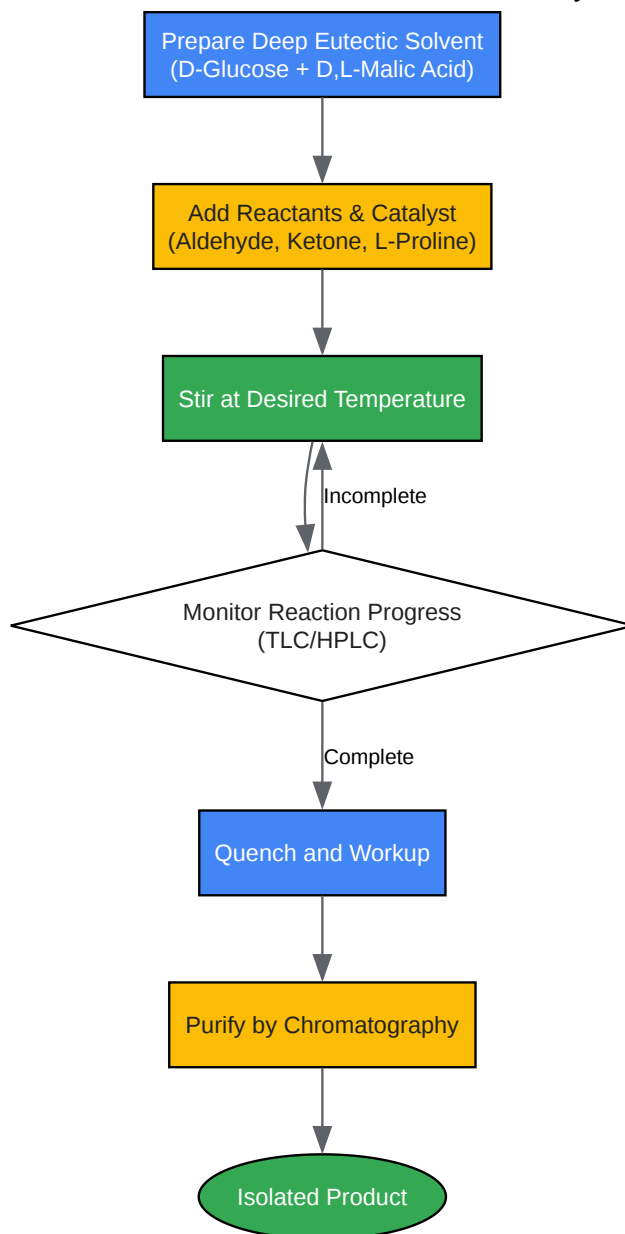 Prepare Deep Eutectic Solvent
(D-Glucose + D,L-Malic Acid)
Add Reactants & Catalyst
(Aldehyde, Ketone, L-Proline)
Stir at Desired Temperature
Incomplete
Monitor Reaction Progress
(TLC/HPLC)
Complete
Quench and Workup
Purify by Chromatography
Isolated Product